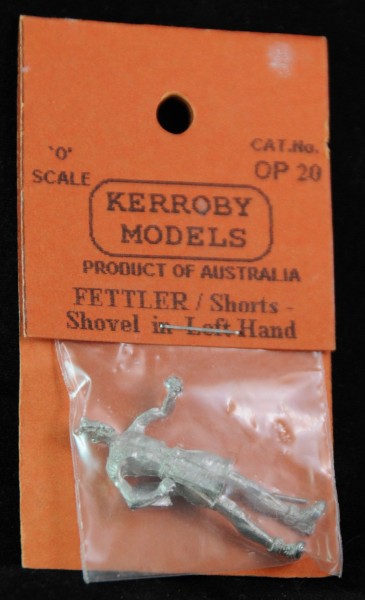 'O'
SCALE
CAT.No.
OP 20
KERROBY
MODELS
PRODUCT OF AUSTRALIA
FETTLER / Shorts -
Shovel in Left Hand